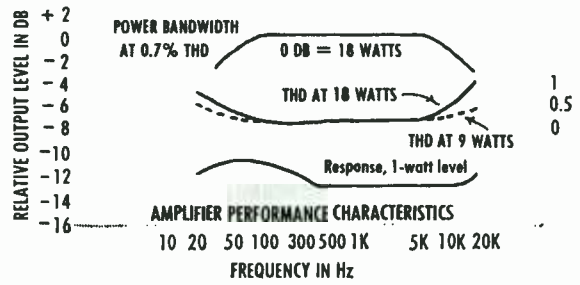 RELATIVE OUTPUT LEVEL IN DB
+ 2
0
- 2
- 4
- 6
- 8
-10
-12
-14
-16
POWER BANDWIDTH
AT 0.7% THD
0 DB = 18 WATTS
THD AT 18 WATTS
THD AT 9 WATTS
1
0.5
0
Response, 1-watt level
AMPLIFIER PERFORMANCE CHARACTERISTICS
10 20 50 100 300 500 1K 5K 10K 20K
FREQUENCY IN Hz